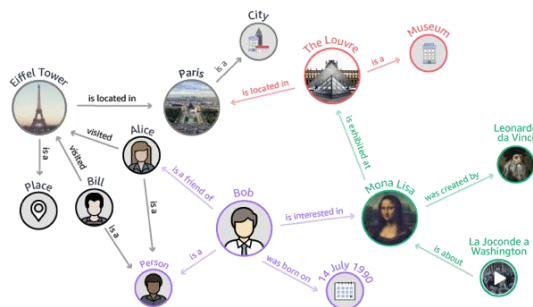 City
is a
Museum
The Louvre
is a
Eiffel Tower
Paris
is located in
is located in
visited
Alice
is exhibited at
Leonardo
da Vinci
is a
visited
is a friend of
Place
Bill
Bob
Mona Lisa
was created by
is a
is a
is interested in
La Joconde a
Washington
is a
is about
Person
was born on
14 July 1990